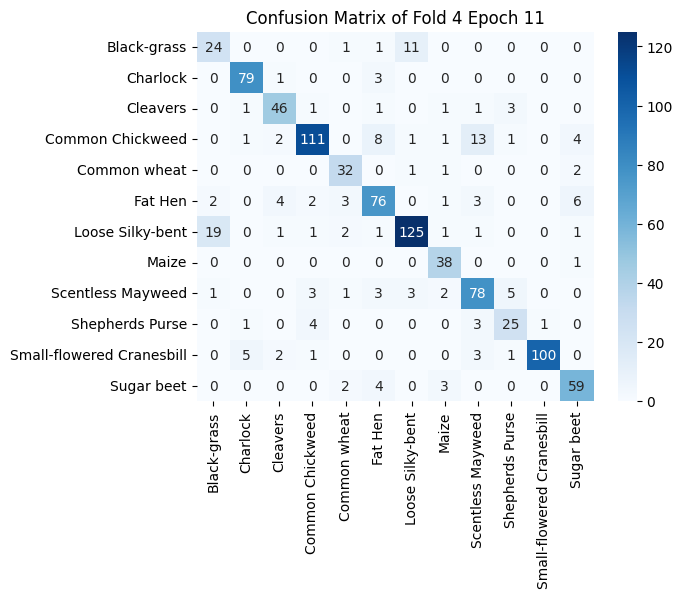 Confusion Matrix of Fold 4 Epoch 11
Black-grass 24 0 0 0 1 1 11 0 0 0 0 0
Charlock 0 79 1 0 0 3 0 0 0 0 0 0
Cleavers 0 1 46 1 0 1 0 1 1 3 0 0
Common Chickweed 0 1 2 111 0 8 1 1 13 1 0 4
Common wheat 0 0 0 0 32 0 1 1 0 0 0 2
Fat Hen 2 0 4 2 3 76 0 1 3 0 0 6
Loose Silky-bent 19 0 1 1 2 1 125 1 1 0 0 1
Maize 0 0 0 0 0 0 0 38 0 0 0 1
Scentless Mayweed 1 0 0 3 1 3 3 2 78 5 0 0
Shepherds Purse 0 1 0 4 0 0 0 0 3 25 1 0
Small-flowered Cranesbill 0 5 2 1 0 0 0 0 3 1 100 0
Sugar beet 0 0 0 0 2 4 0 3 0 0 0 59
Black-grass
Charlock
Cleavers
Common Chickweed
Common wheat
Fat Hen
Loose Silky-bent
Maize
Scentless Mayweed
Shepherds Purse
Small-flowered Cranesbill
Sugar beet
120
100
80
60
40
20
0